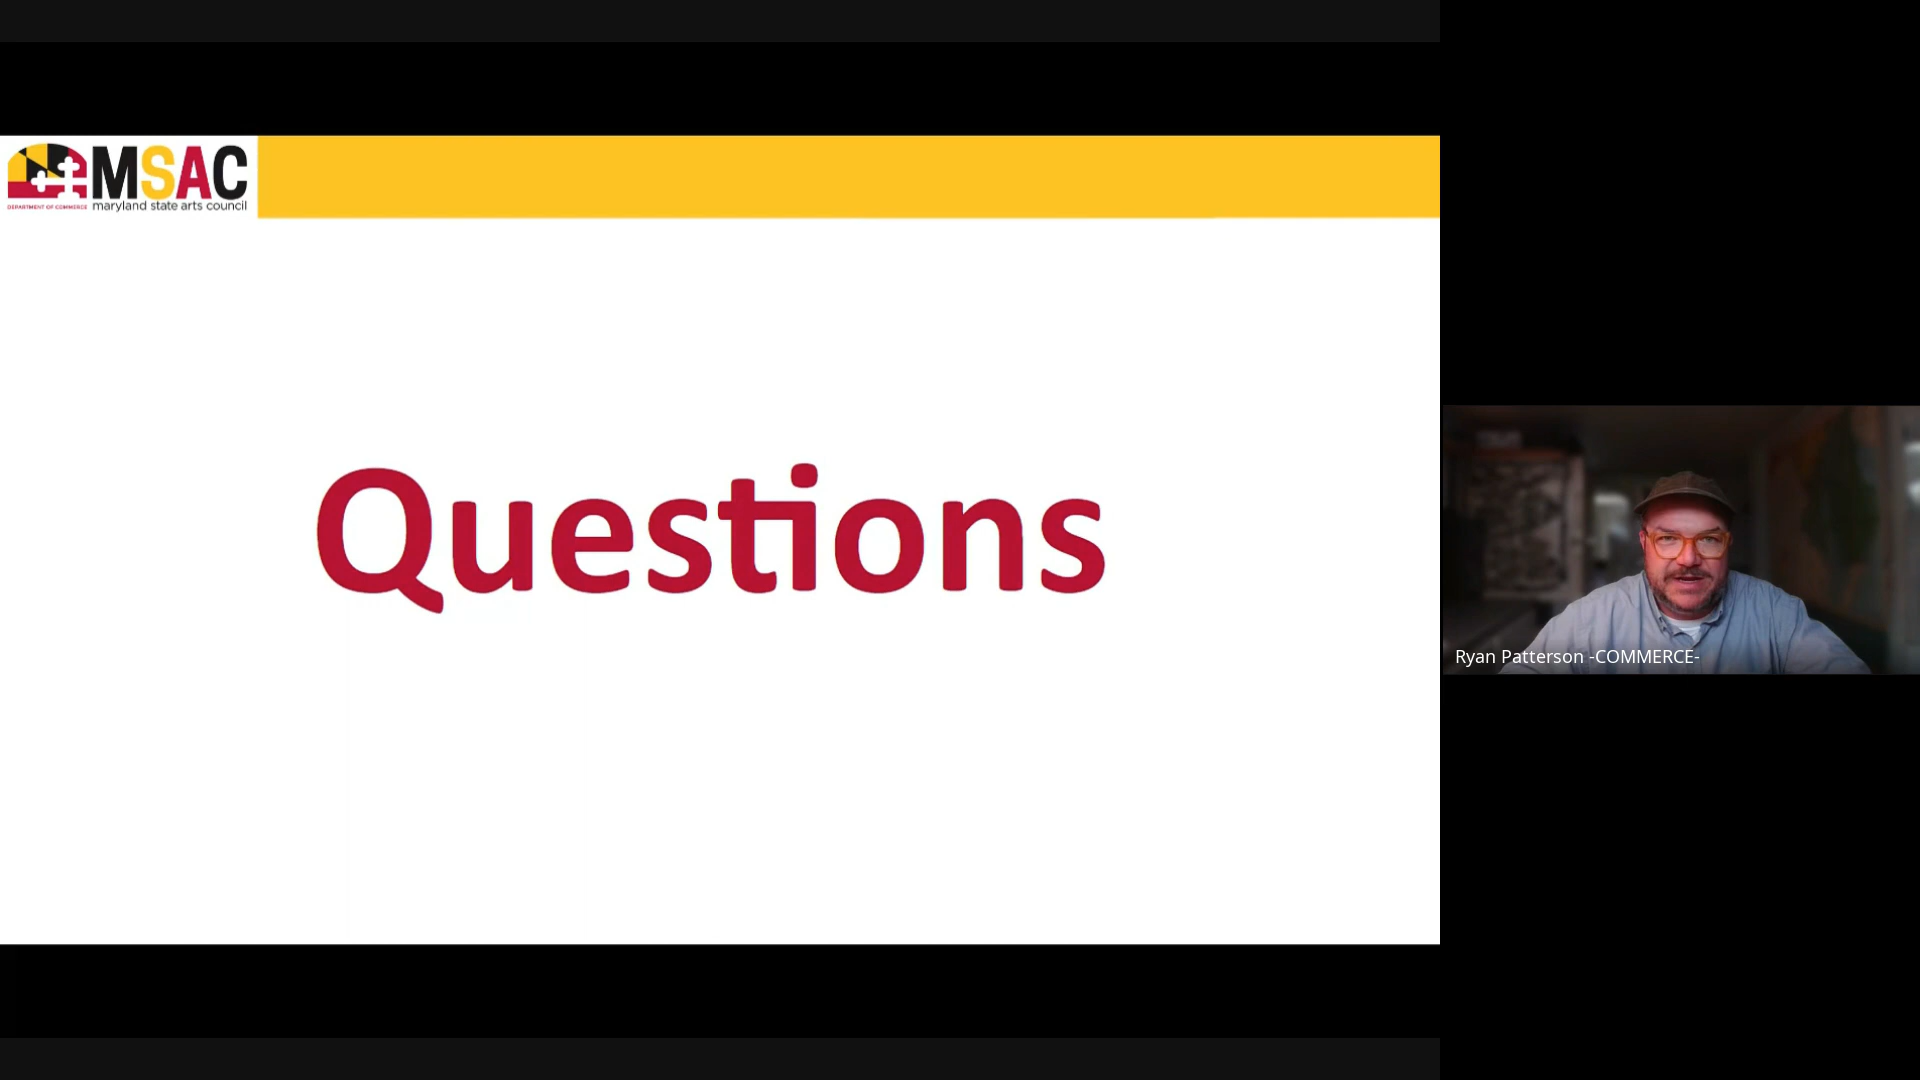 MSAC
DEPARTMENT OF COMMERCE
maryland state arts council
Questions
Ryan Patterson -COMMERCE-